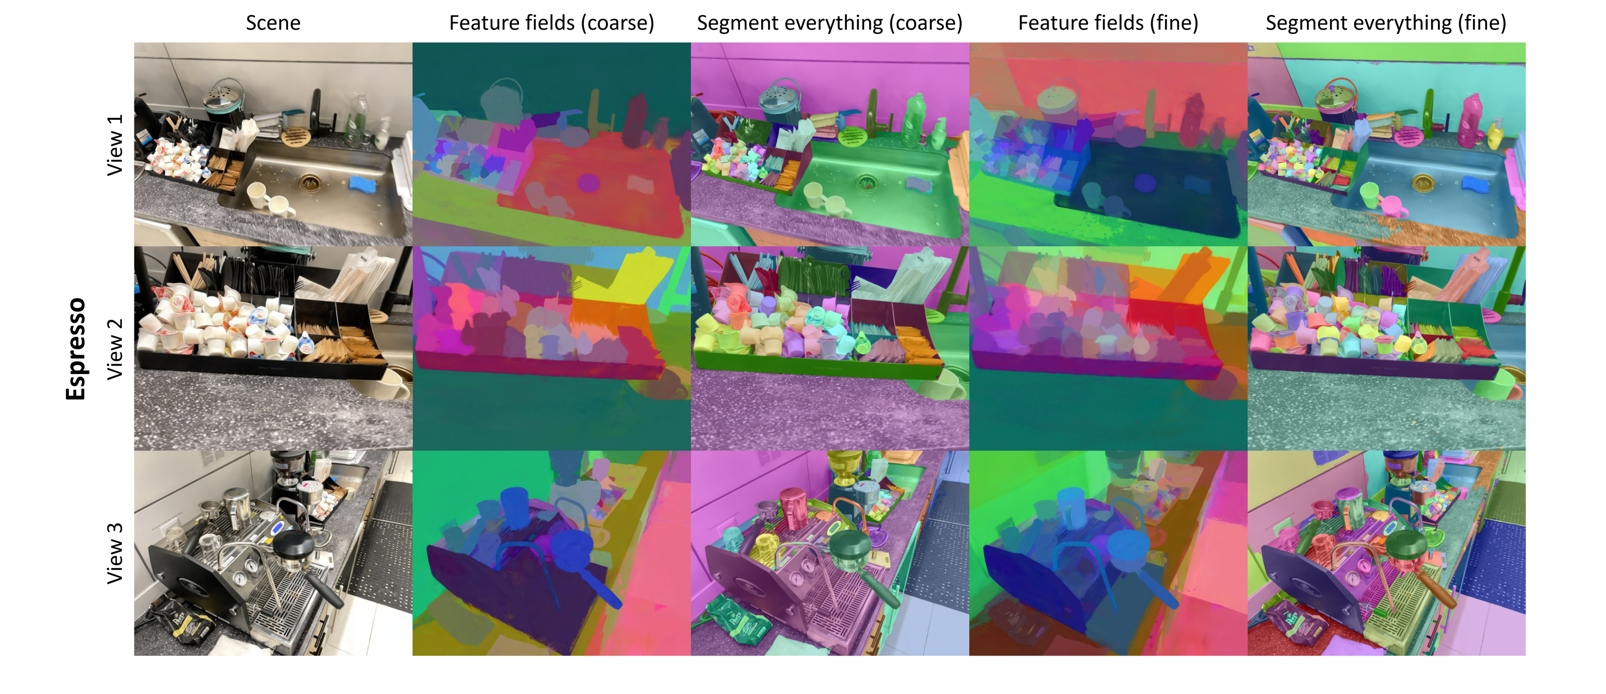 Scene
Feature fields (coarse)
Segment everything (coarse)
Feature fields (fine)
Segment everything (fine)
Espresso
View 1
View 2
View 3